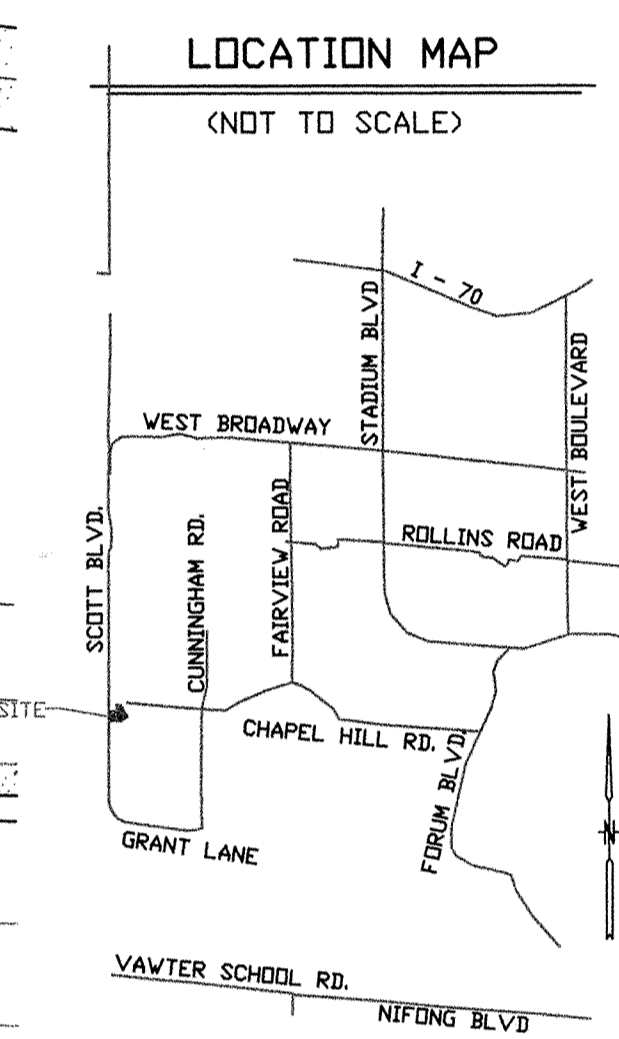 LOCATION MAP
(NOT TO SCALE)
I - 70
STADIUM BLVD
WEST BOULEVARD
WEST BROADWAY
SCOTT BLVD.
CUNNINGHAM RD.
FAIRVIEW ROAD
ROLLINS ROAD
SITE
CHAPEL HILL RD.
FORUM BLVD.
GRANT LANE
N
VAWTER SCHOOL RD.
NIFONG BLVD